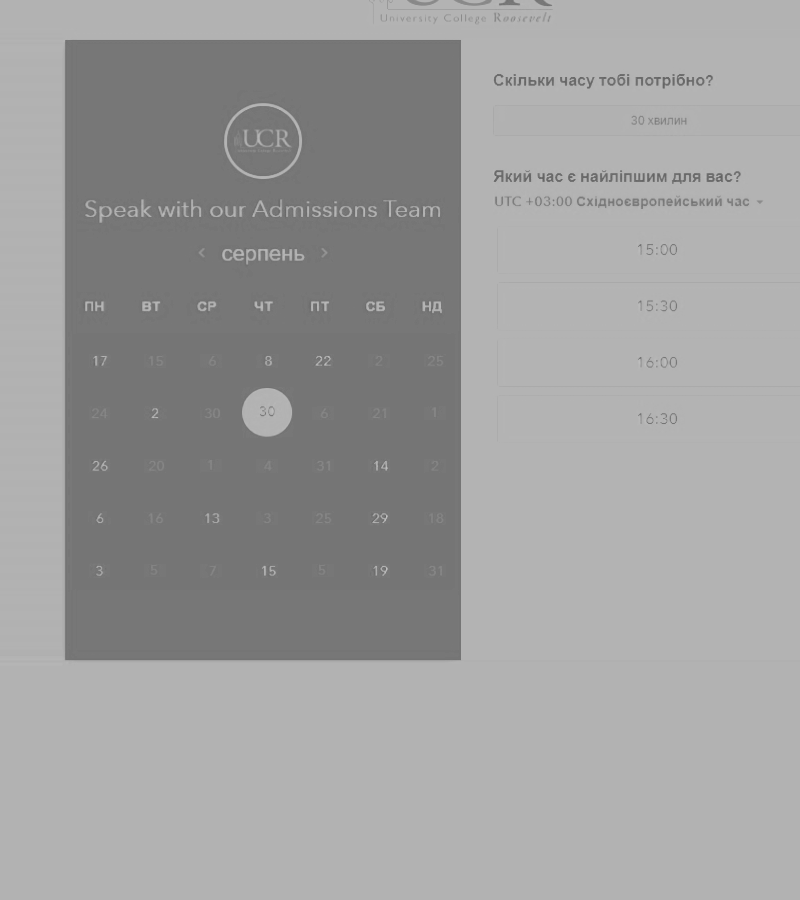 UCR
University College Roosevelt
UCR
Speak with our Admissions Team
серпень
ПН ВТ СР ЧТ ПТ СБ НД
17 15 6 8 22 2 25
24 2 30 30 6 21 1
26 20 1 4 31 14 2
6 16 13 3 25 29 18
3 5 7 15 5 19 31
Скільки часу тобі потрібно?
30 хвилин
Який час є найліпшим для вас?
UTC +03:00 Східноєвропейський час
15:00
15:30
16:00
16:30